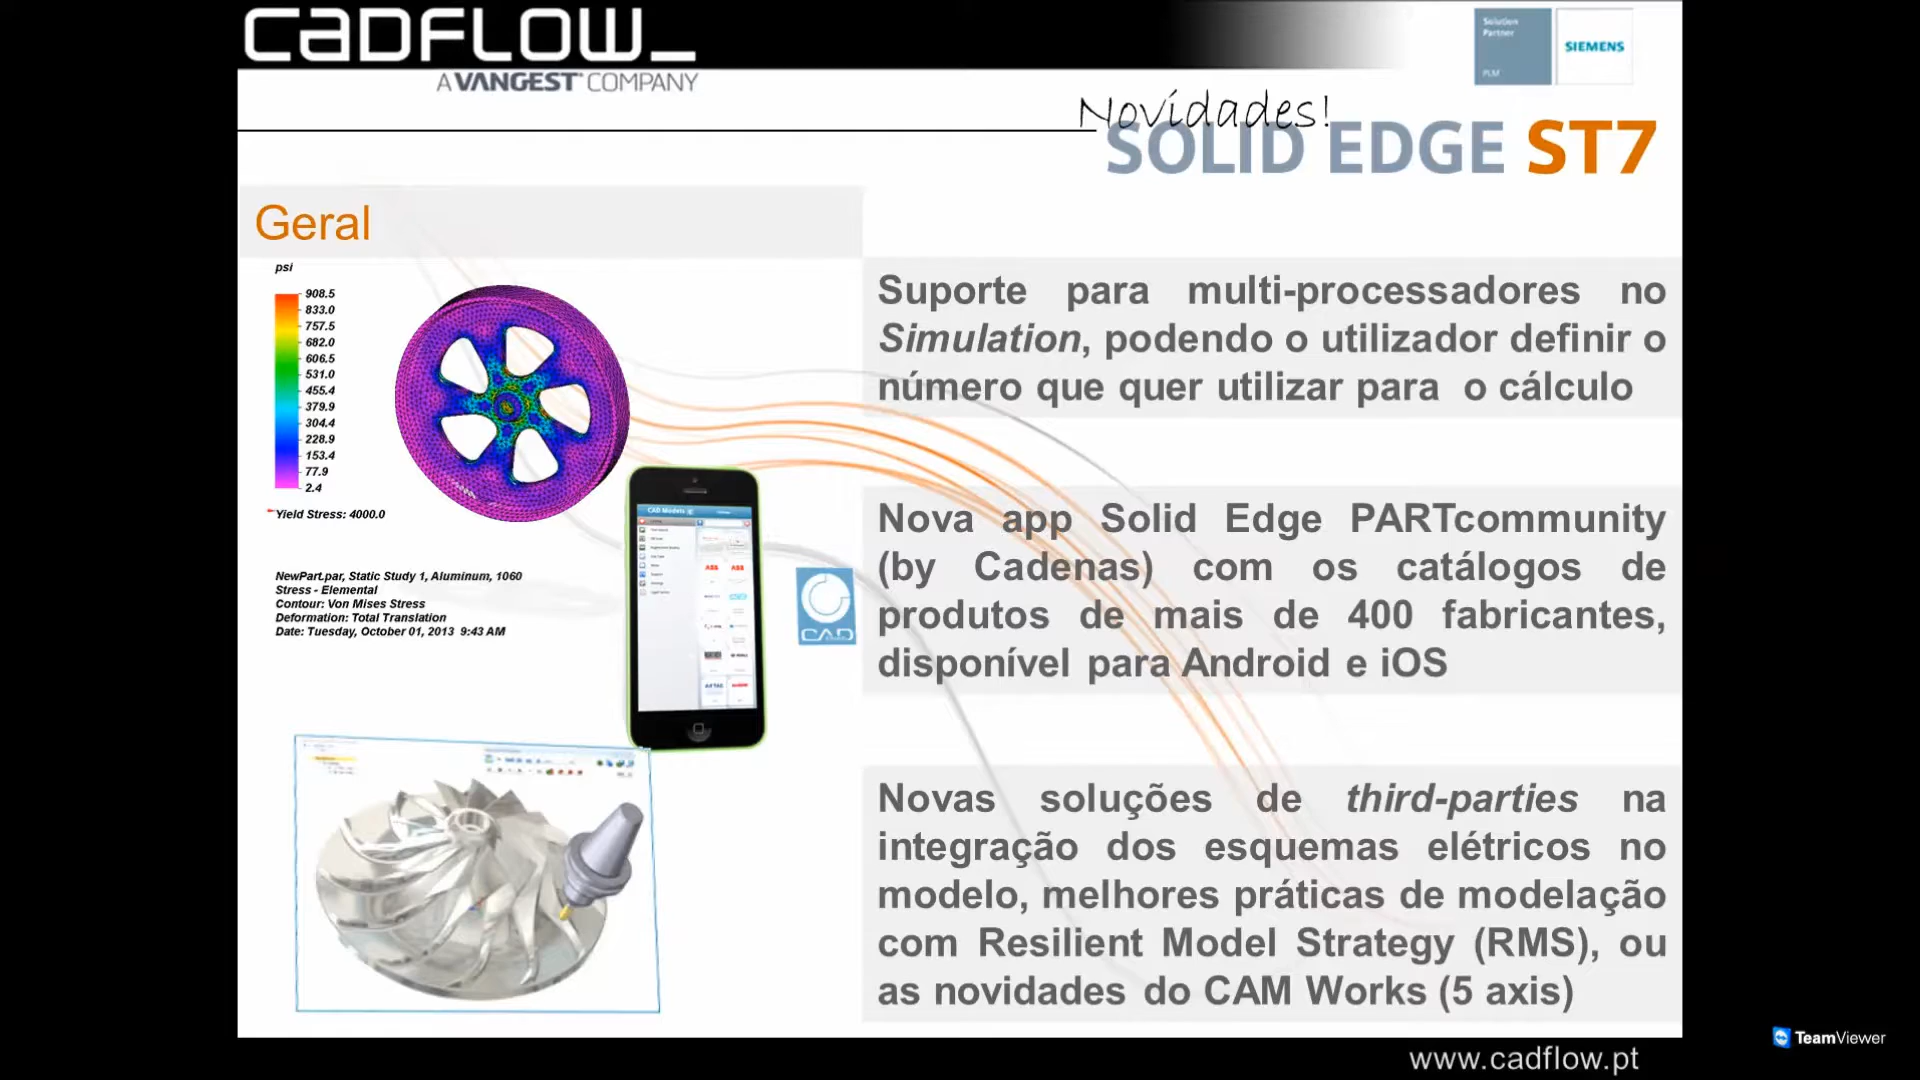 CADFLOW_
A VANGEST COMPANY
Solution
Partner
PLM
SIEMENS
Novidades!
SOLID EDGE ST7
Geral
psi
908.5
833.0
757.5
682.0
606.5
531.0
455.4
379.9
304.4
228.9
153.4
77.9
2.4
Yield Stress: 4000.0
NewPart.par, Static Study 1, Aluminum, 1060
Stress - Elemental
Contour: Von Mises Stress
Deformation: Total Translation
Date: Tuesday, October 01, 2013 9:43 AM
CAD Models
ABB ABB
CAD
Suporte para multi-processadores no
Simulation, podendo o utilizador definir o
número que quer utilizar para o cálculo
Nova app Solid Edge PARTcommunity
(by Cadenas) com os catálogos de
produtos de mais de 400 fabricantes,
disponível para Android e iOS
Novas soluções de third-parties na
integração dos esquemas elétricos no
modelo, melhores práticas de modelação
com Resilient Model Strategy (RMS), ou
as novidades do CAM Works (5 axis)
TeamViewer
www.cadflow.pt